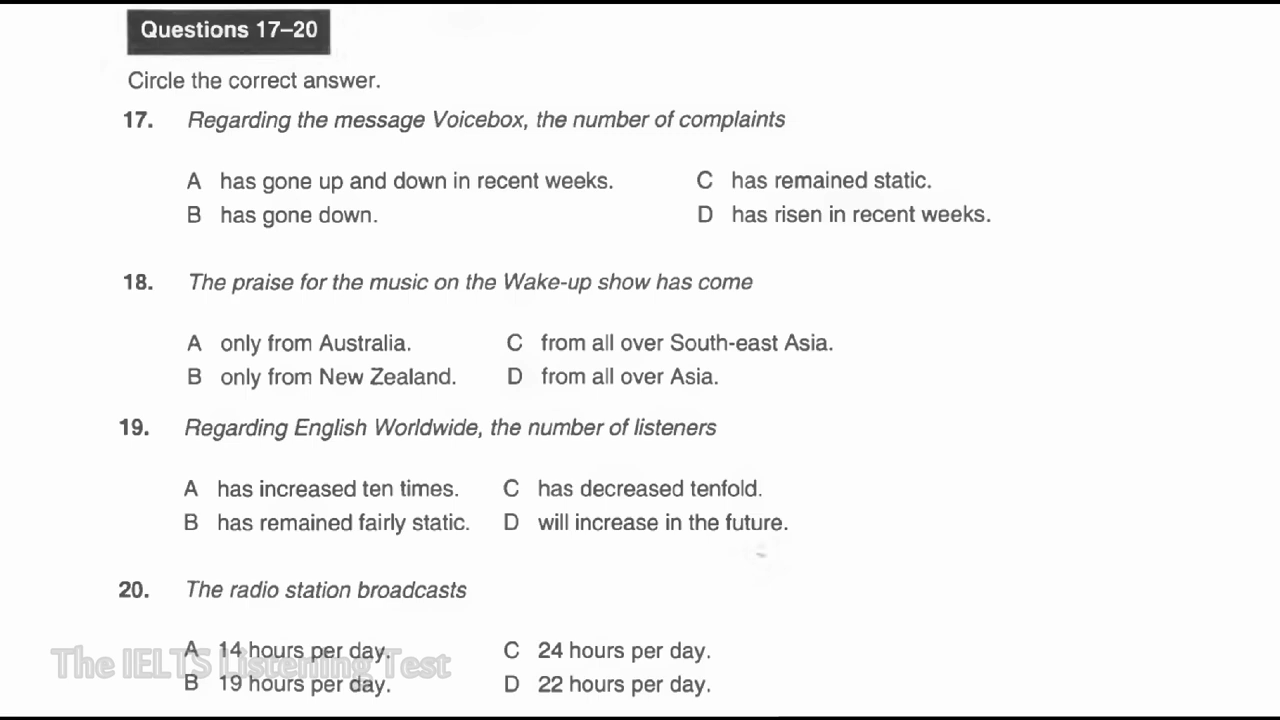 Questions 17–20
Circle the correct answer.
17. Regarding the message Voicebox, the number of complaints
A has gone up and down in recent weeks. C has remained static.
B has gone down. D has risen in recent weeks.
18. The praise for the music on the Wake-up show has come
A only from Australia. C from all over South-east Asia.
B only from New Zealand. D from all over Asia.
19. Regarding English Worldwide, the number of listeners
A has increased ten times. C has decreased tenfold.
B has remained fairly static. D will increase in the future.
20. The radio station broadcasts
A 14 hours per day. C 24 hours per day.
The IELTS Listening Test
B 19 hours per day. D 22 hours per day.